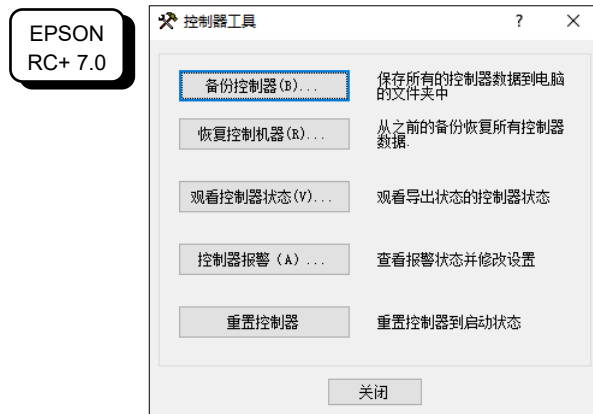 EPSON
RC+ 7.0
控制器工具
备份控制器(B)...
保存所有的控制器数据到电脑
的文件夹中
恢复控制机器(R)...
从之前的备份恢复所有控制器
数据.
观看控制器状态(V)...
观看导出状态的控制器状态
控制器报警 (A) ...
查看报警状态并修改设置
重置控制器
重置控制器到启动状态
关闭